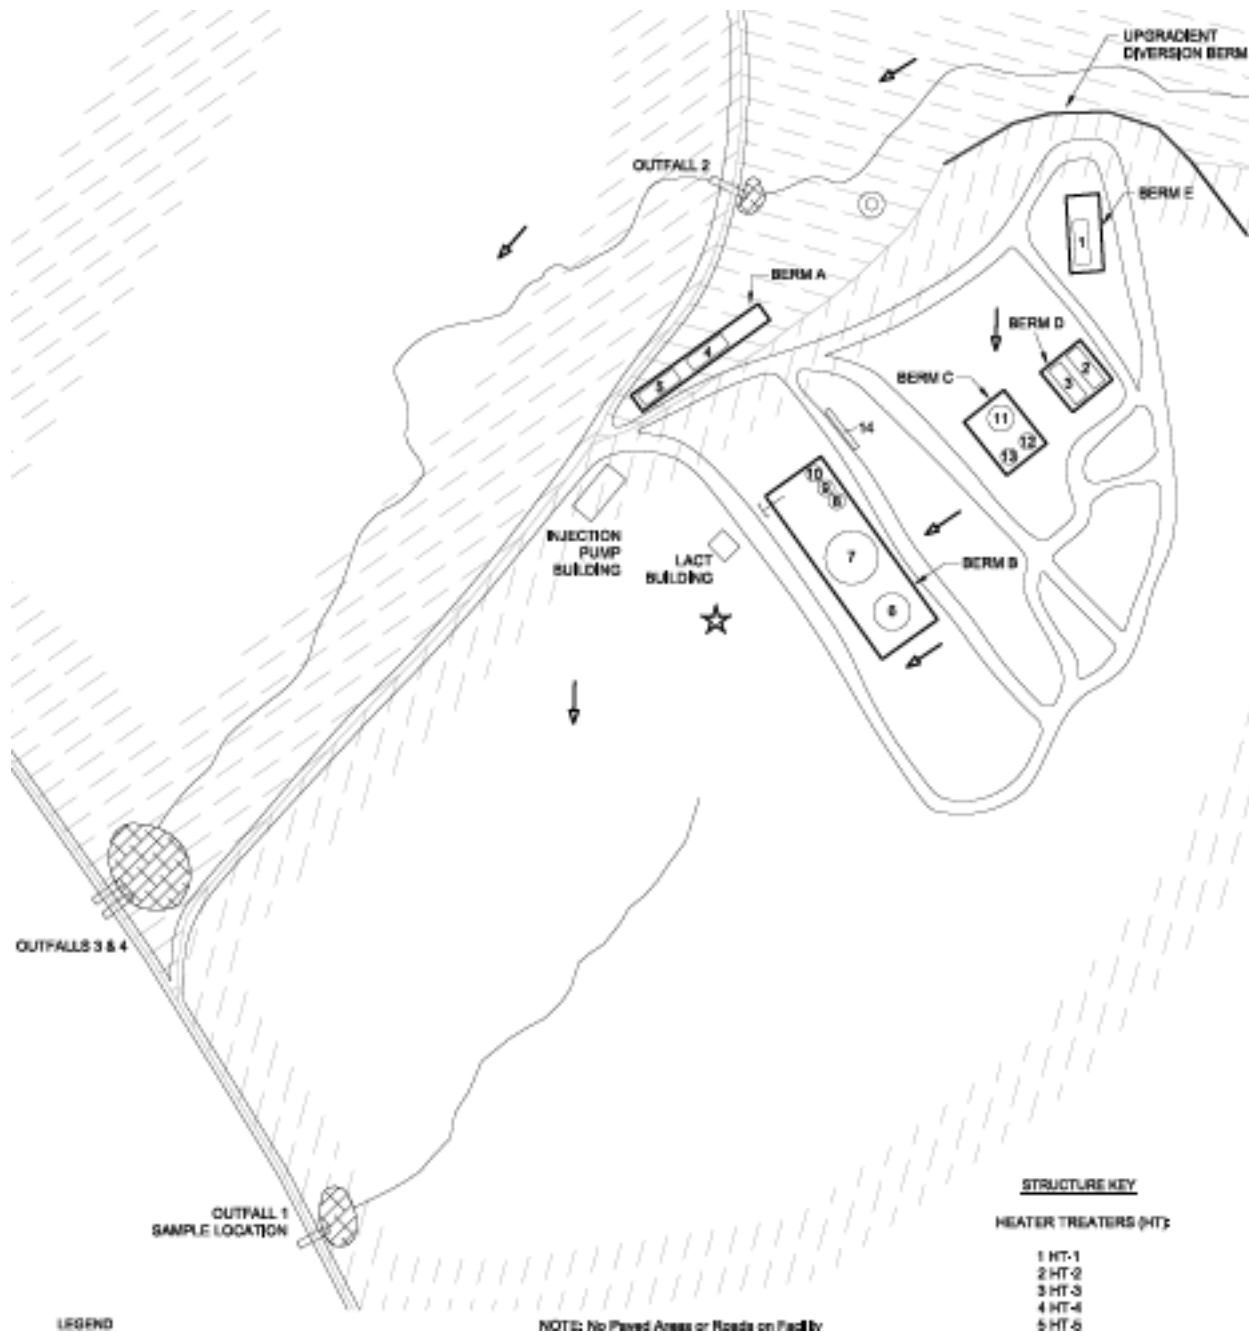 UPGRADIENT
DIVERSION BERM
OUTFALL 2
BERM E
1
BERM A
BERM D
4
2
5
3
BERM C
11
14
12
13
10
9
8
INJECTION
PUMP
BUILDING
LACT
BUILDING
7
BERM B
6
OUTFALLS 3 & 4
OUTFALL 1
SAMPLE LOCATION
STRUCTURE KEY
HEATER TREATERS (HT):
1 HT-1
2 HT-2
3 HT-3
4 HT-4
5 HT-5
LEGEND
NOTE: No Paved Areas or Roads on Facility